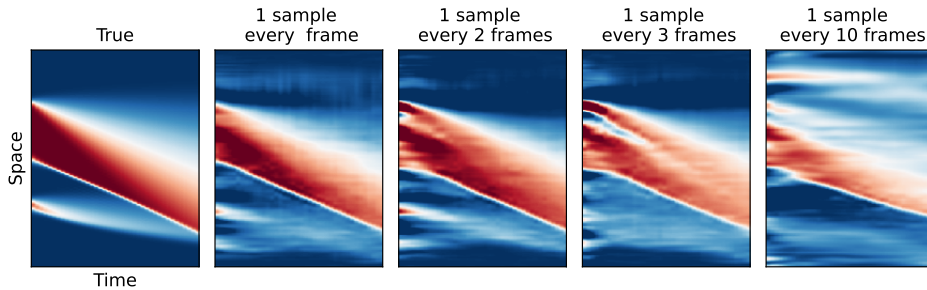 True
1 sample
every  frame
1 sample
every 2 frames
1 sample
every 3 frames
1 sample
every 10 frames
Space
Time